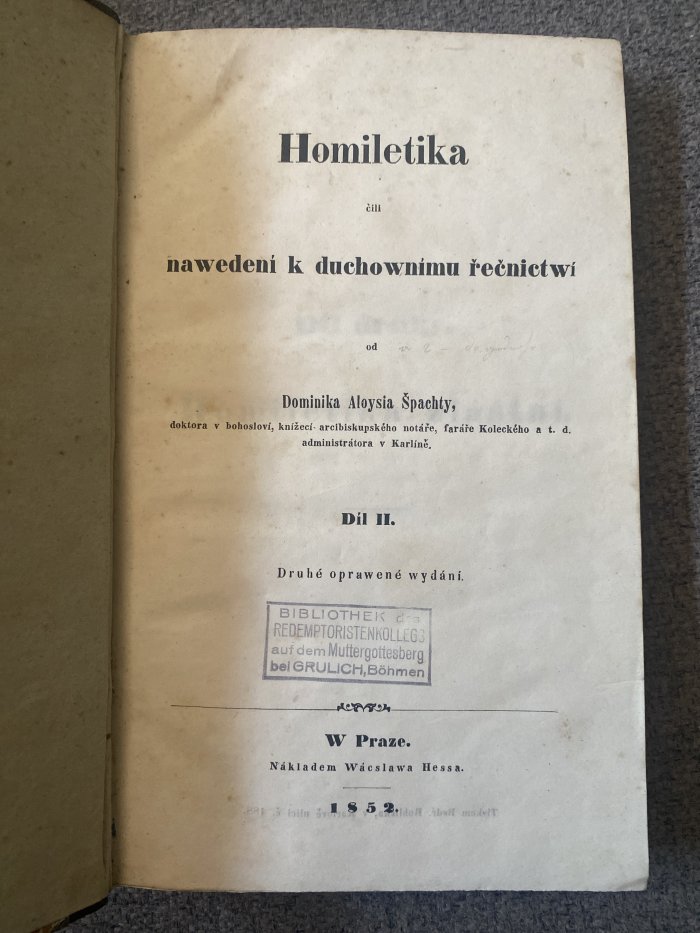 Homiletika
čili
nawedení k duchownímu řečnictwí
od
Dominika Aloysia Špachty,
doktora v bohosloví, knížecí-arcibiskupského notáře, faráře Koleckého a t. d.
administrátora v Karlíně.
Díl II.
Druhé oprawené wydání.
BIBLIOTHEK des
REDEMPTORISTENKOLLEGS
auf dem Muttergottesberg
bei GRULICH, Böhmen
W Praze.
Nákladem Wácslawa Hessa.
1852.